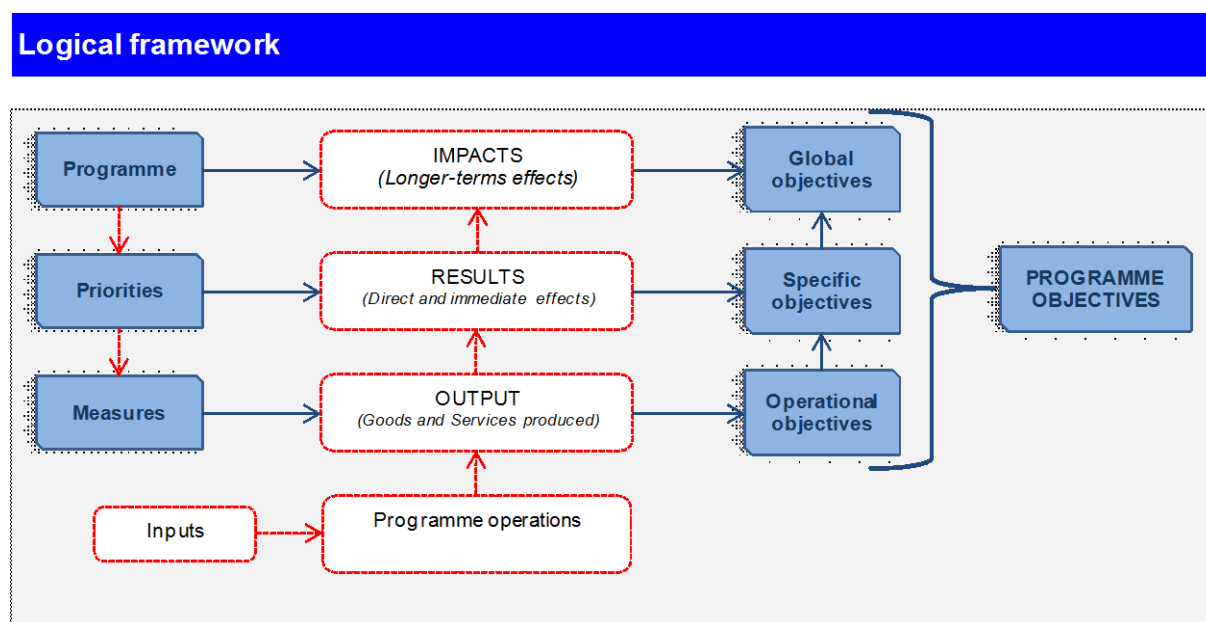 Logical framework
Programme
IMPACTS
(Longer-terms effects)
Global
objectives
Priorities
RESULTS
(Direct and immediate effects)
Specific
objectives
PROGRAMME
OBJECTIVES
Measures
OUTPUT
(Goods and Services produced)
Operational
objectives
Inputs
Programme operations